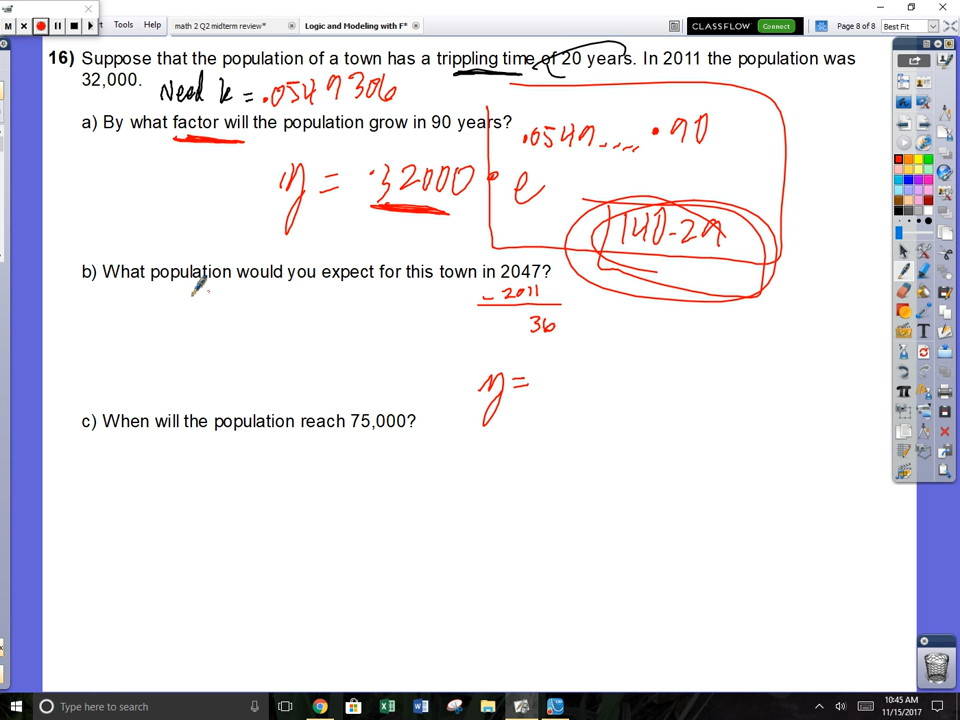 M
Tools Help
math 2 Q2 midterm review*
Logic and Modeling with F*
CLASSFLOW
Connect
Page 8 of 8
Best Fit
16) Suppose that the population of a town has a trippling time of 20 years. In 2011 the population was
32,000.
Need k = .0549306
a) By what factor will the population grow in 90 years?
.0549.... • 90
y = 32000 • e
b) What population would you expect for this town in 2047?
- 2011
36
y =
c) When will the population reach 75,000?
Type here to search
10:45 AM
11/15/2017